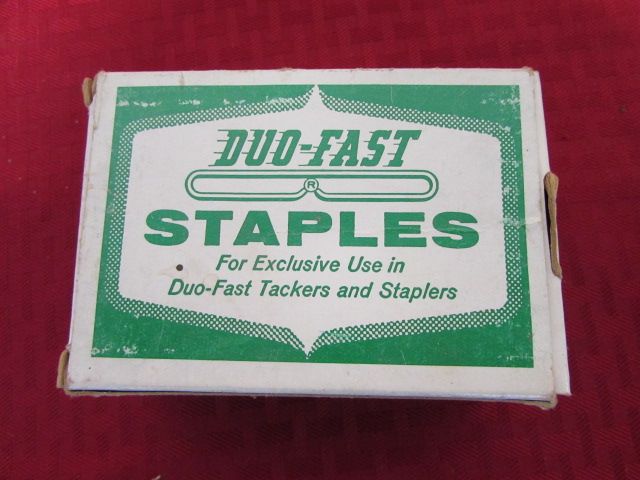 DUO-FAST
®
STAPLES
For Exclusive Use in
Duo-Fast Tackers and Staplers